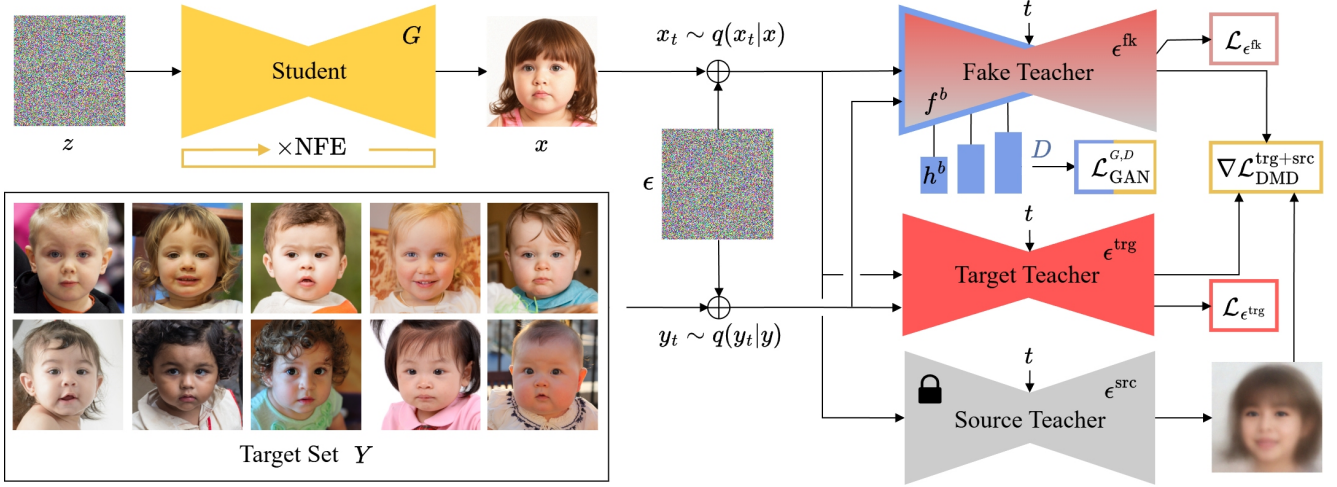 z
Student
G
×NFE
x
x_t ∼ q(x_t|x)
ϵ
y_t ∼ q(y_t|y)
Target Set Y
t
Fake Teacher
ϵ^fk
f^b
h^b
D
ℒ_ϵ^fk
ℒ_GAN^G,D
∇ℒ_DMD^trg+src
t
Target Teacher
ϵ^trg
ℒ_ϵ^trg
t
Source Teacher
ϵ^src